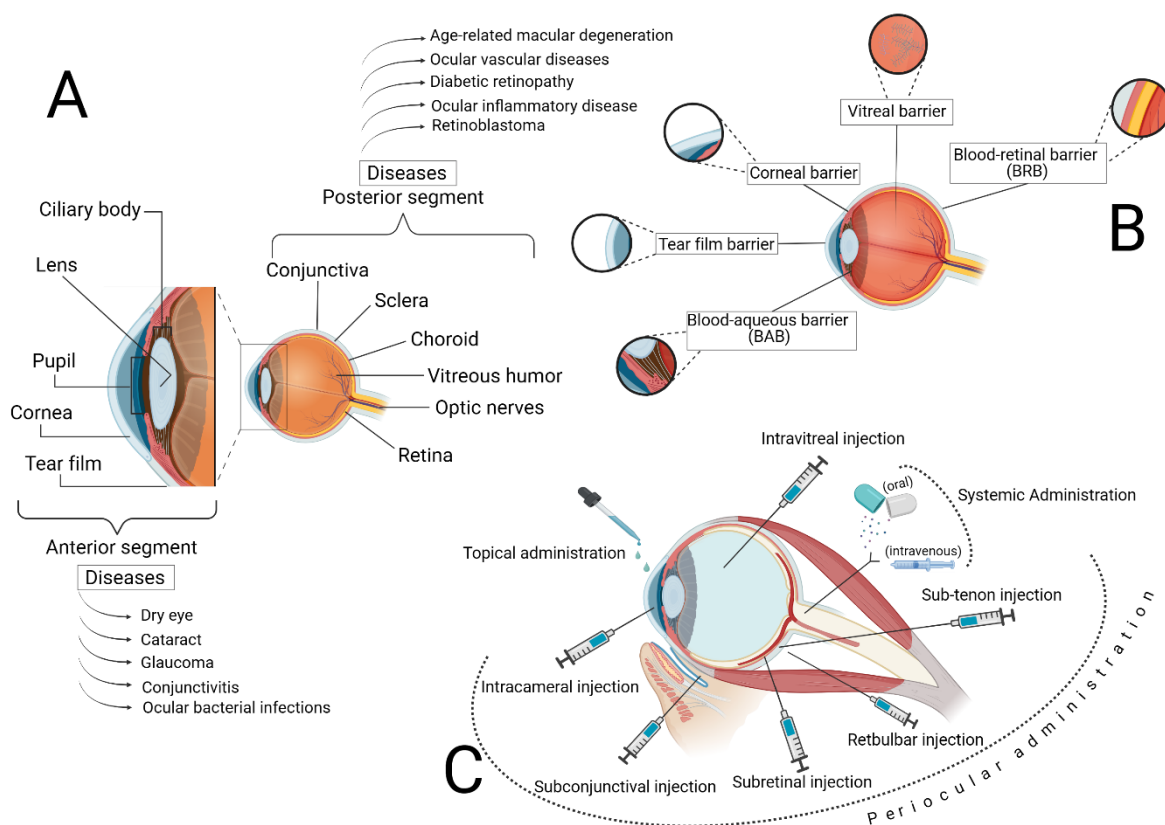 A
Age-related macular degeneration
Ocular vascular diseases
Diabetic retinopathy
Ocular inflammatory disease
Retinoblastoma
Diseases
Posterior segment
Ciliary body
Lens
Pupil
Cornea
Tear film
Conjunctiva
Sclera
Choroid
Vitreous humor
Optic nerves
Retina
Anterior segment
Diseases
Dry eye
Cataract
Glaucoma
Conjunctivitis
Ocular bacterial infections
B
Vitreal barrier
Corneal barrier
Blood-retinal barrier
(BRB)
Tear film barrier
Blood-aqueous barrier
(BAB)
C
Intravitreal injection
(oral)
Systemic Administration
(intravenous)
Topical administration
Sub-tenon injection
Intracameral injection
Retbulbar injection
Subconjunctival injection
Subretinal injection
Periocular administration